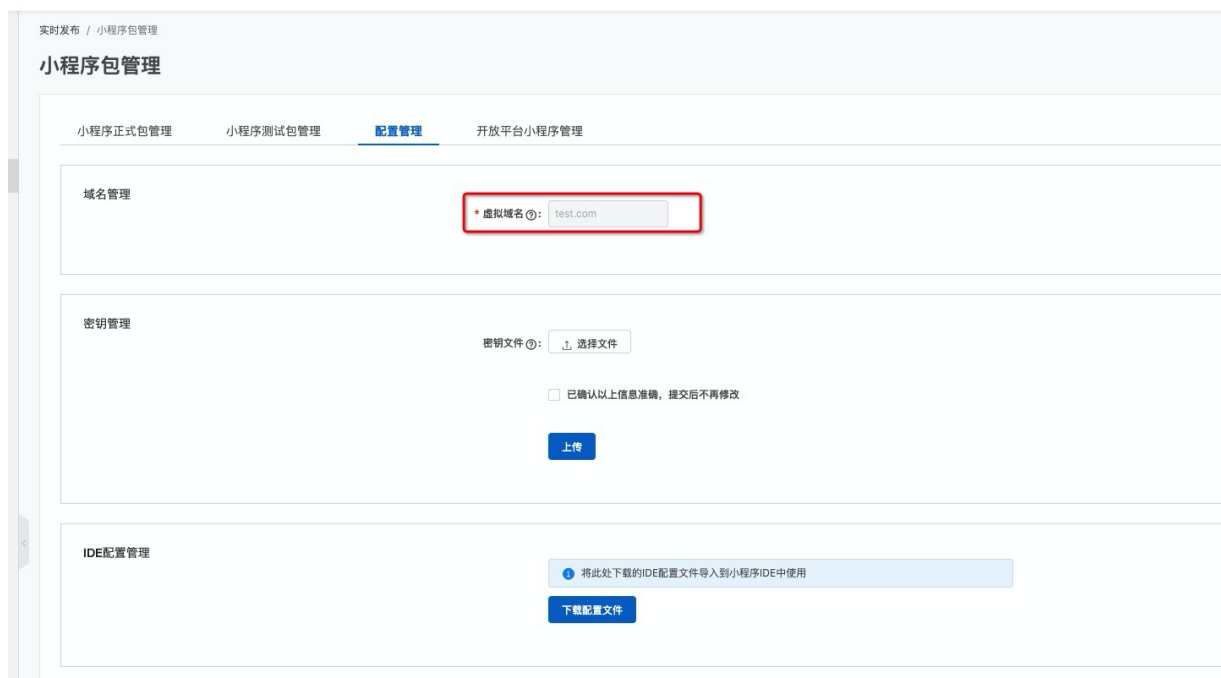 实时发布 / 小程序包管理
小程序包管理
小程序正式包管理 小程序测试包管理 配置管理 开放平台小程序管理
域名管理
* 虚拟域名 ?: test.com
密钥管理
密钥文件 ?: 选择文件
已确认以上信息准确，提交后不再修改
上传
IDE配置管理
将此处下载的IDE配置文件导入到小程序IDE中使用
下载配置文件